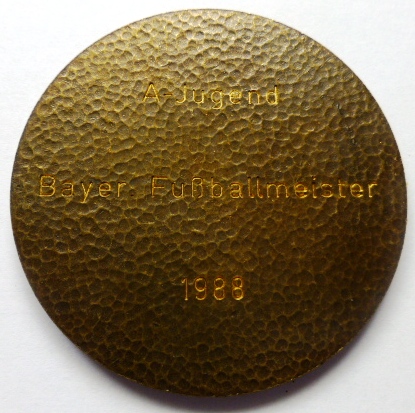 A-Jugend
Bayer. Fußballmeister
1988